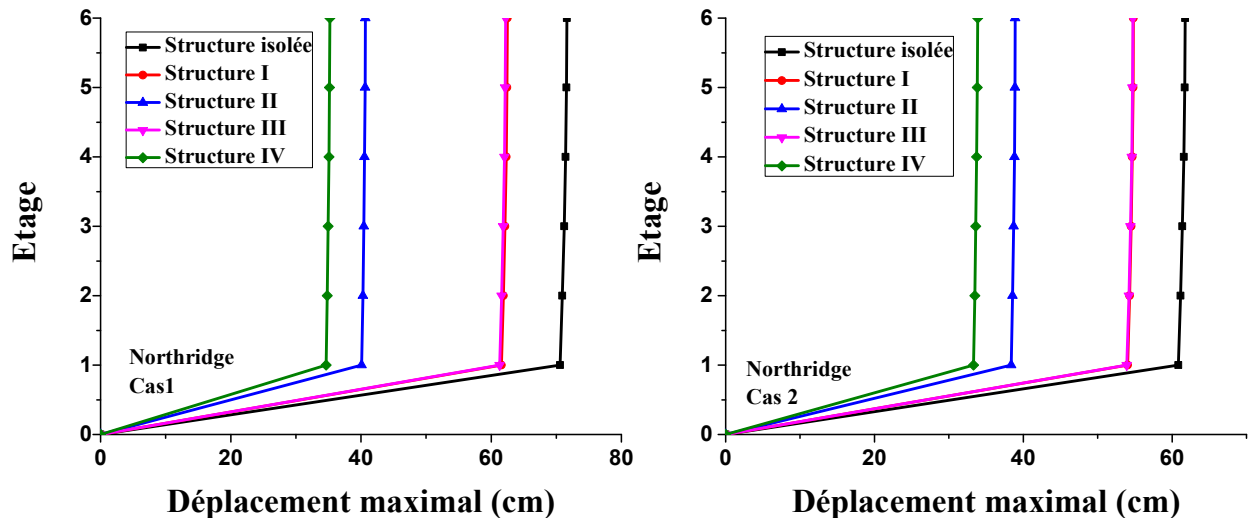 6
5
4
3
2
1
0
Etage
Structure isolée
Structure I
Structure II
Structure III
Structure IV
Northridge
Cas1
0
20
40
60
80
Déplacement maximal (cm)
6
5
4
3
2
1
0
Etage
Structure isolée
Structure I
Structure II
Structure III
Structure IV
Northridge
Cas 2
0
20
40
60
Déplacement maximal (cm)